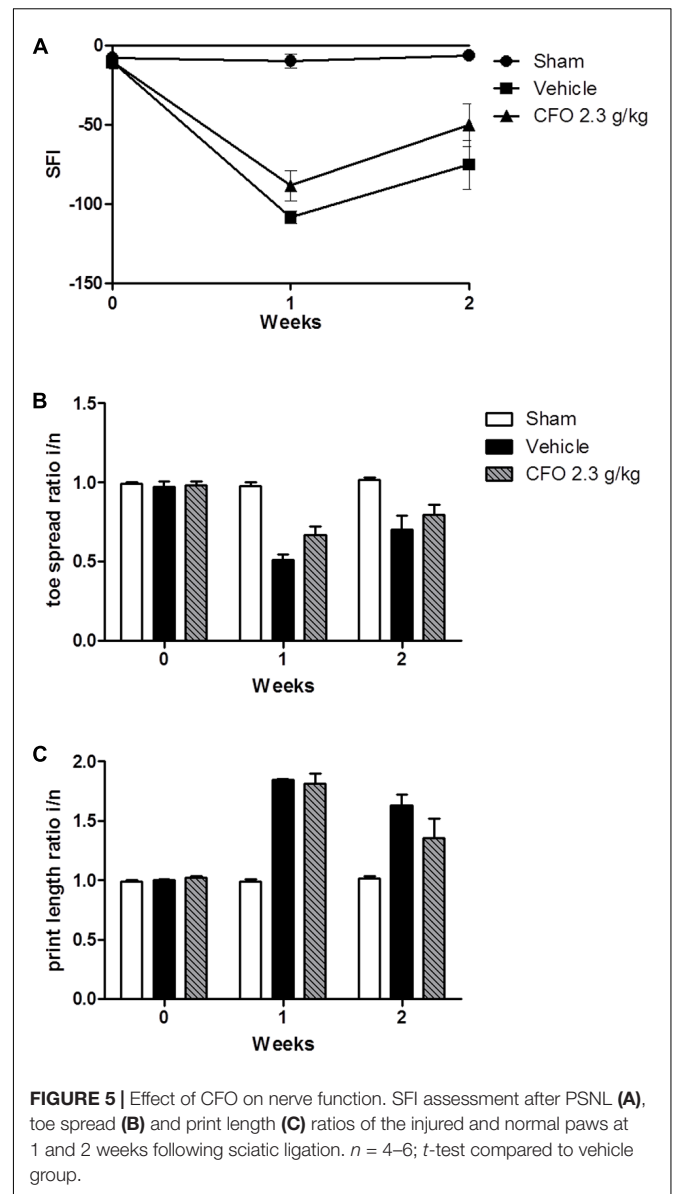 A
0
-50
-100
-150
SFI
0 1 2
Weeks
Sham
Vehicle
CFO 2.3 g/kg
B
1.5
1.0
0.5
0.0
toe spread ratio i/n
0 1 2
Weeks
Sham
Vehicle
CFO 2.3 g/kg
C
2.0
1.5
1.0
0.5
0.0
print length ratio i/n
0 1 2
Weeks
FIGURE 5 | Effect of CFO on nerve function. SFI assessment after PSNL (A),
toe spread (B) and print length (C) ratios of the injured and normal paws at
1 and 2 weeks following sciatic ligation. n = 4–6; t-test compared to vehicle
group.